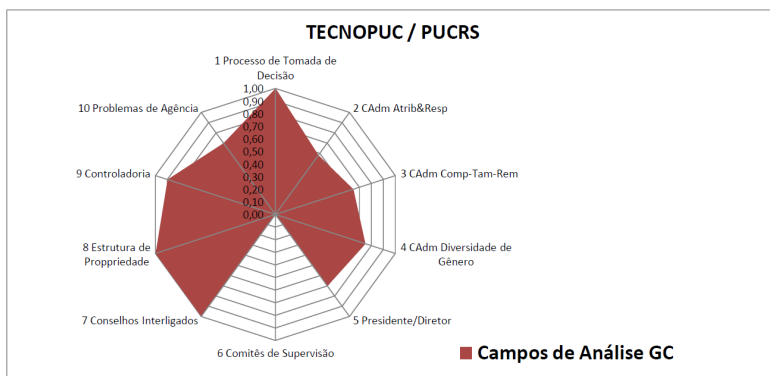 TECNOPUC / PUCRS
1 Processo de Tomada de
Decisão
1,00
0,90
0,80
0,70
0,60
0,50
0,40
0,30
0,20
0,10
0,00
2 CAdm Atrib&Resp
3 CAdm Comp-Tam-Rem
4 CAdm Diversidade de
Gênero
5 Presidente/Diretor
6 Comitês de Supervisão
7 Conselhos Interligados
8 Estrutura de
Proppriedade
9 Controladoria
10 Problemas de Agência
Campos de Análise GC